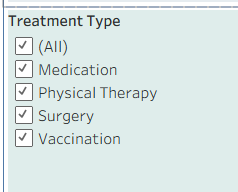 Treatment Type
(All)
Medication
Physical Therapy
Surgery
Vaccination